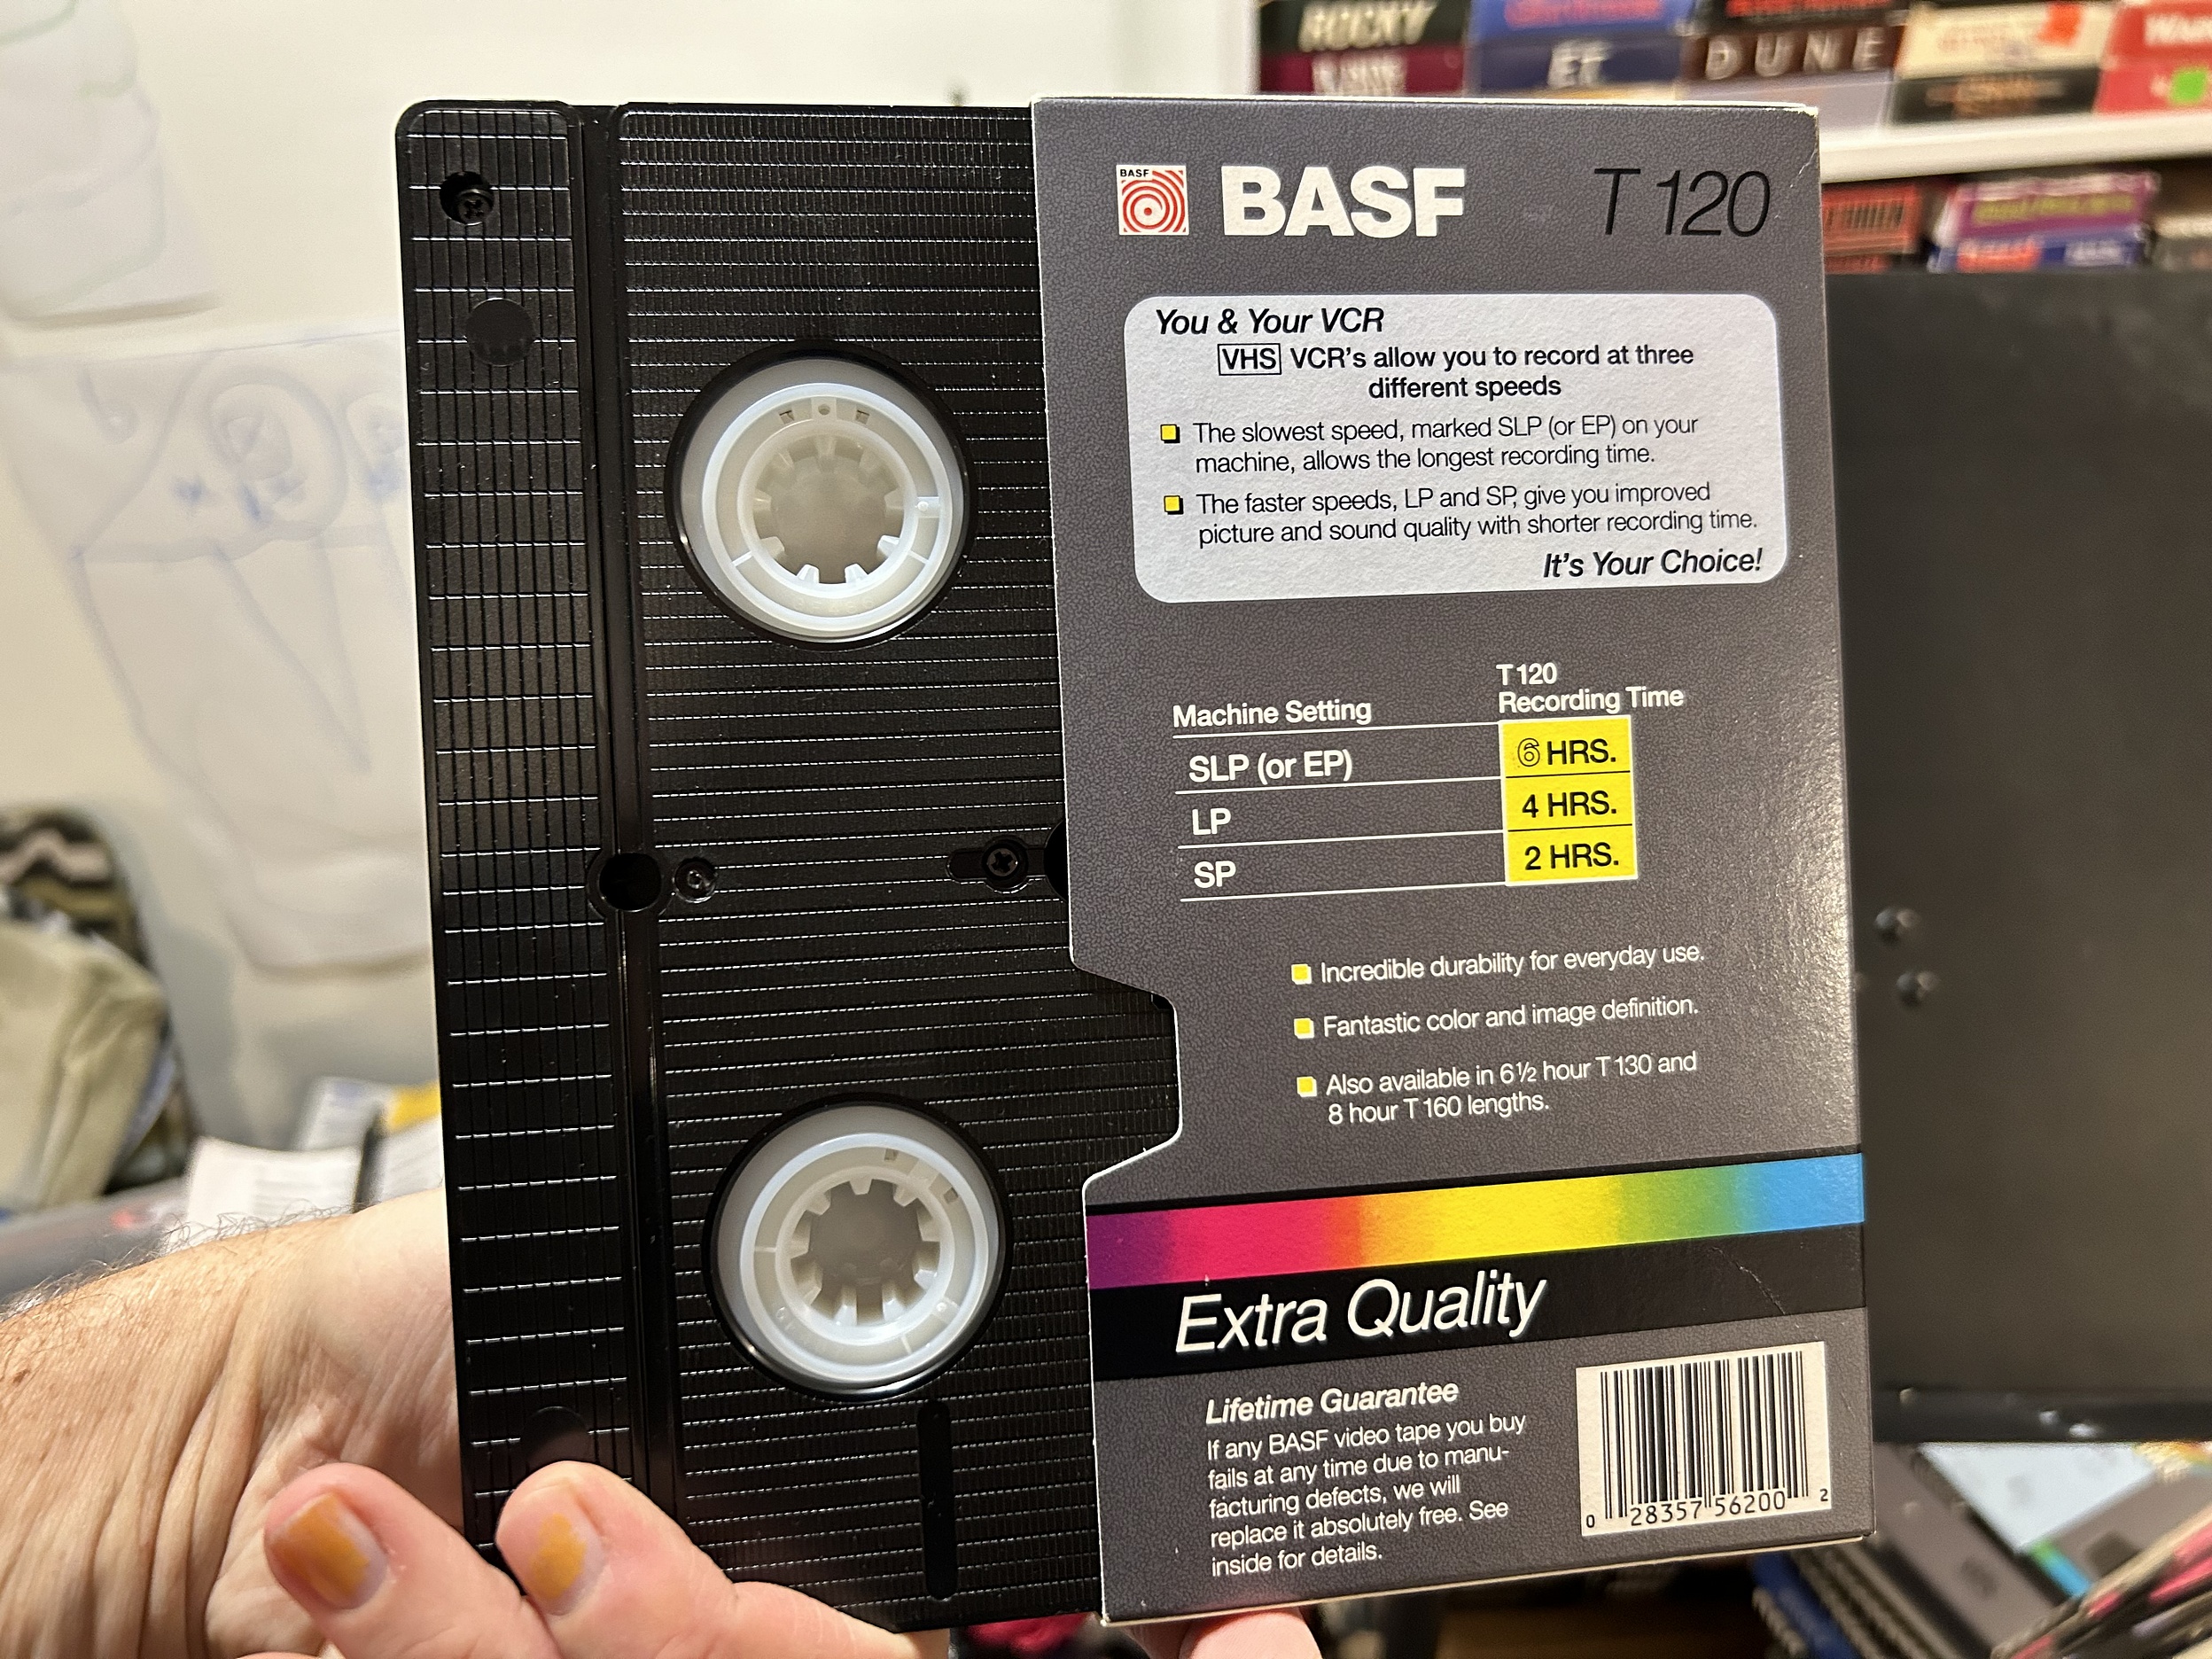 ROCKY
ET
DUNE
BASF
BASF
T 120
You & Your VCR
VHS VCR's allow you to record at three
different speeds
The slowest speed, marked SLP (or EP) on your
machine, allows the longest recording time.
The faster speeds, LP and SP, give you improved
picture and sound quality with shorter recording time.
It's Your Choice!
T 120
Machine Setting Recording Time
SLP (or EP) 6 HRS.
LP 4 HRS.
SP 2 HRS.
Incredible durability for everyday use.
Fantastic color and image definition.
Also available in 6½ hour T 130 and
8 hour T 160 lengths.
Extra Quality
Lifetime Guarantee
If any BASF video tape you buy
fails at any time due to manu-
facturing defects, we will
replace it absolutely free. See
inside for details.
0 28357 56200 2